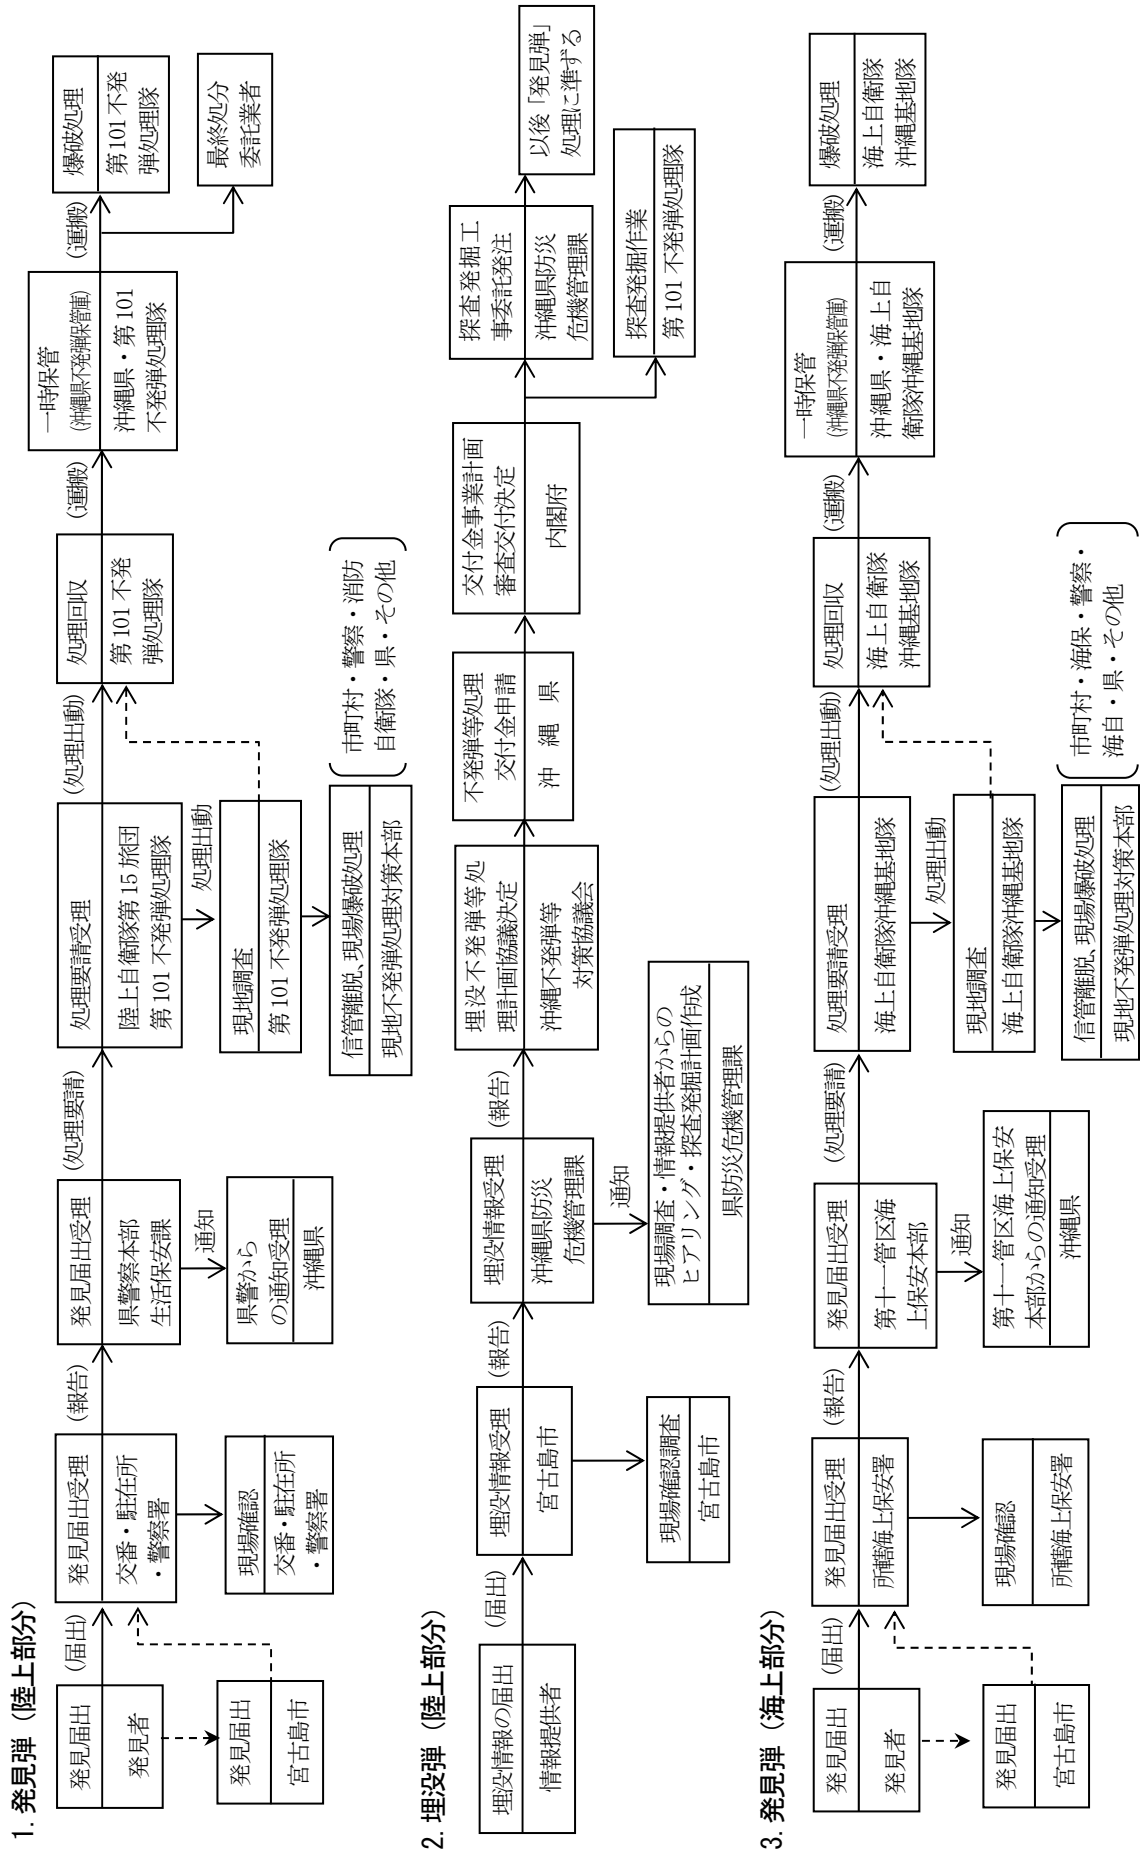 1. 発見弾（陸上部分）
発見届出
発見者
発見届出
宮古島市
(届出)
発見届出受理
交番・駐在所
・警察署
現場確認
交番・駐在所
・警察署
(報告)
発見届出受理
県警察本部
生活保安課
通知
県警から
の通知受理
沖縄県
(処理要請)
処理要請受理
陸上自衛隊第15旅団
第101不発弾処理隊
処理出動
現地調査
第101不発弾処理隊
信管離脱、現場爆破処理
現地不発弾処理対策本部
市町村・警察・消防
自衛隊・県・その他
(処理出動)
処理回収
第101不発
弾処理隊
(運搬)
一時保管
(沖縄県不発弾保管庫)
沖縄県・第101
不発弾処理隊
(運搬)
爆破処理
第101不発
弾処理隊
最終処分
委託業者
2. 埋没弾（陸上部分）
埋没情報の届出
情報提供者
(届出)
埋没情報受理
宮古島市
現場確認調査
宮古島市
(報告)
埋没情報受理
沖縄県防災
危機管理課
通知
現場調査・情報提供者からの
ヒアリング・探査発掘計画作成
県防災危機管理課
(報告)
埋没不発弾等処
理計画協議決定
沖縄不発弾等
対策協議会
不発弾等処理
交付金申請
沖縄県
交付金事業計画
審査交付決定
内閣府
探査発掘工
事委託発注
沖縄県防災
危機管理課
探査発掘作業
第101不発弾処理隊
以後「発見弾」
処理に準ずる
3. 発見弾（海上部分）
発見届出
発見者
発見届出
宮古島市
(届出)
発見届出受理
所轄海上保安署
現場確認
所轄海上保安署
(報告)
発見届出受理
第十一管区海
上保安本部
通知
第十一管区海上保安
本部からの通知受理
沖縄県
(処理要請)
処理要請受理
海上自衛隊沖縄基地隊
処理出動
現地調査
海上自衛隊沖縄基地隊
信管離脱、現場爆破処理
現地不発弾処理対策本部
市町村・海保・警察・
海自・県・その他
(処理出動)
処理回収
海上自衛隊
沖縄基地隊
(運搬)
一時保管
(沖縄県不発弾保管庫)
沖縄県・海上自
衛隊沖縄基地隊
(運搬)
爆破処理
海上自衛隊
沖縄基地隊